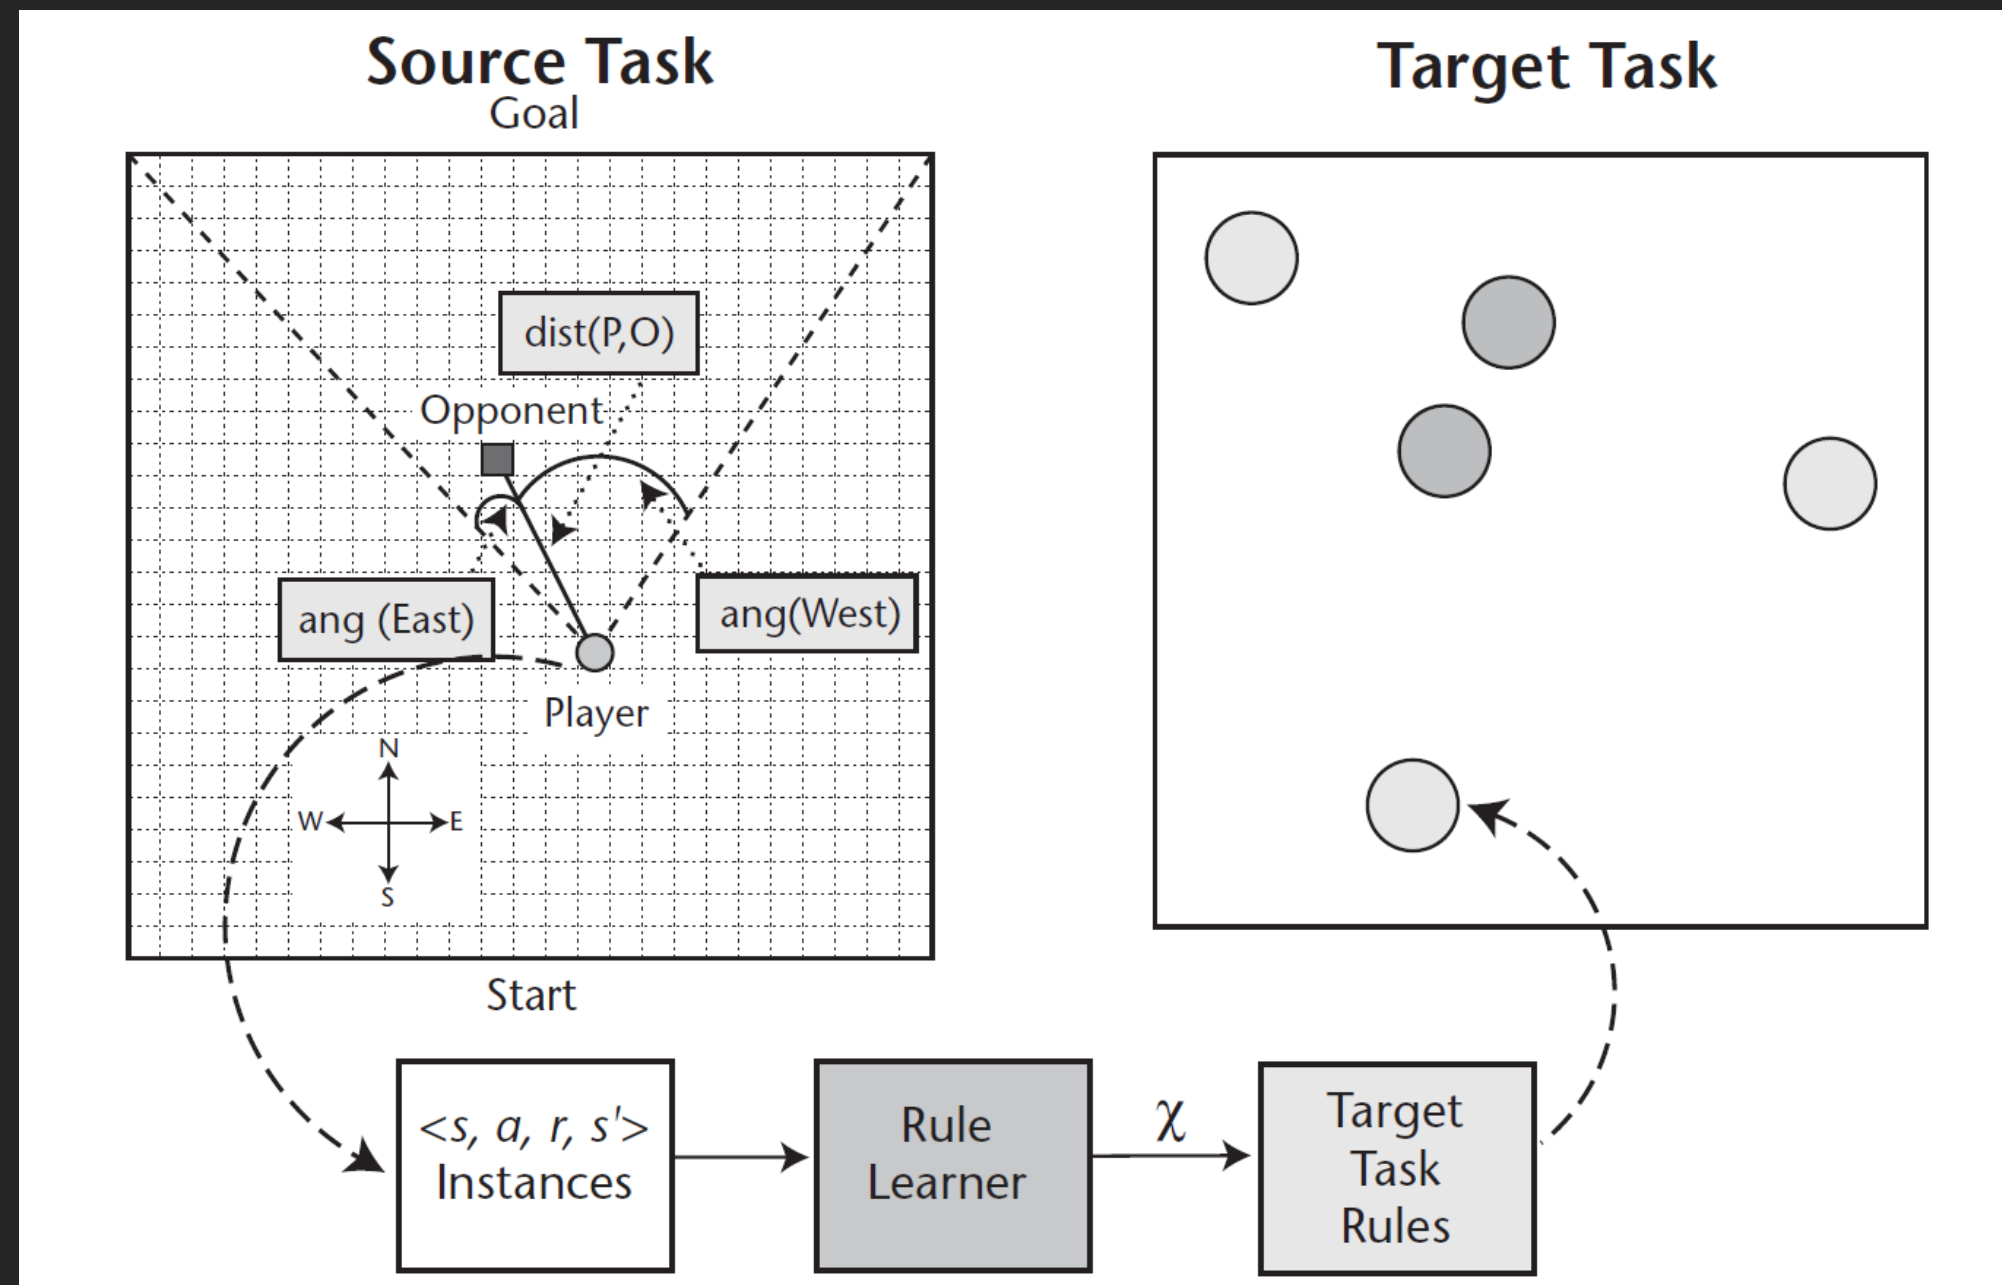 Source Task
Goal
Target Task
dist(P,O)
Opponent
ang (East)
ang(West)
Player
N
W
E
S
Start
<s, a, r, s'>
Instances
Rule
Learner
χ
Target
Task
Rules